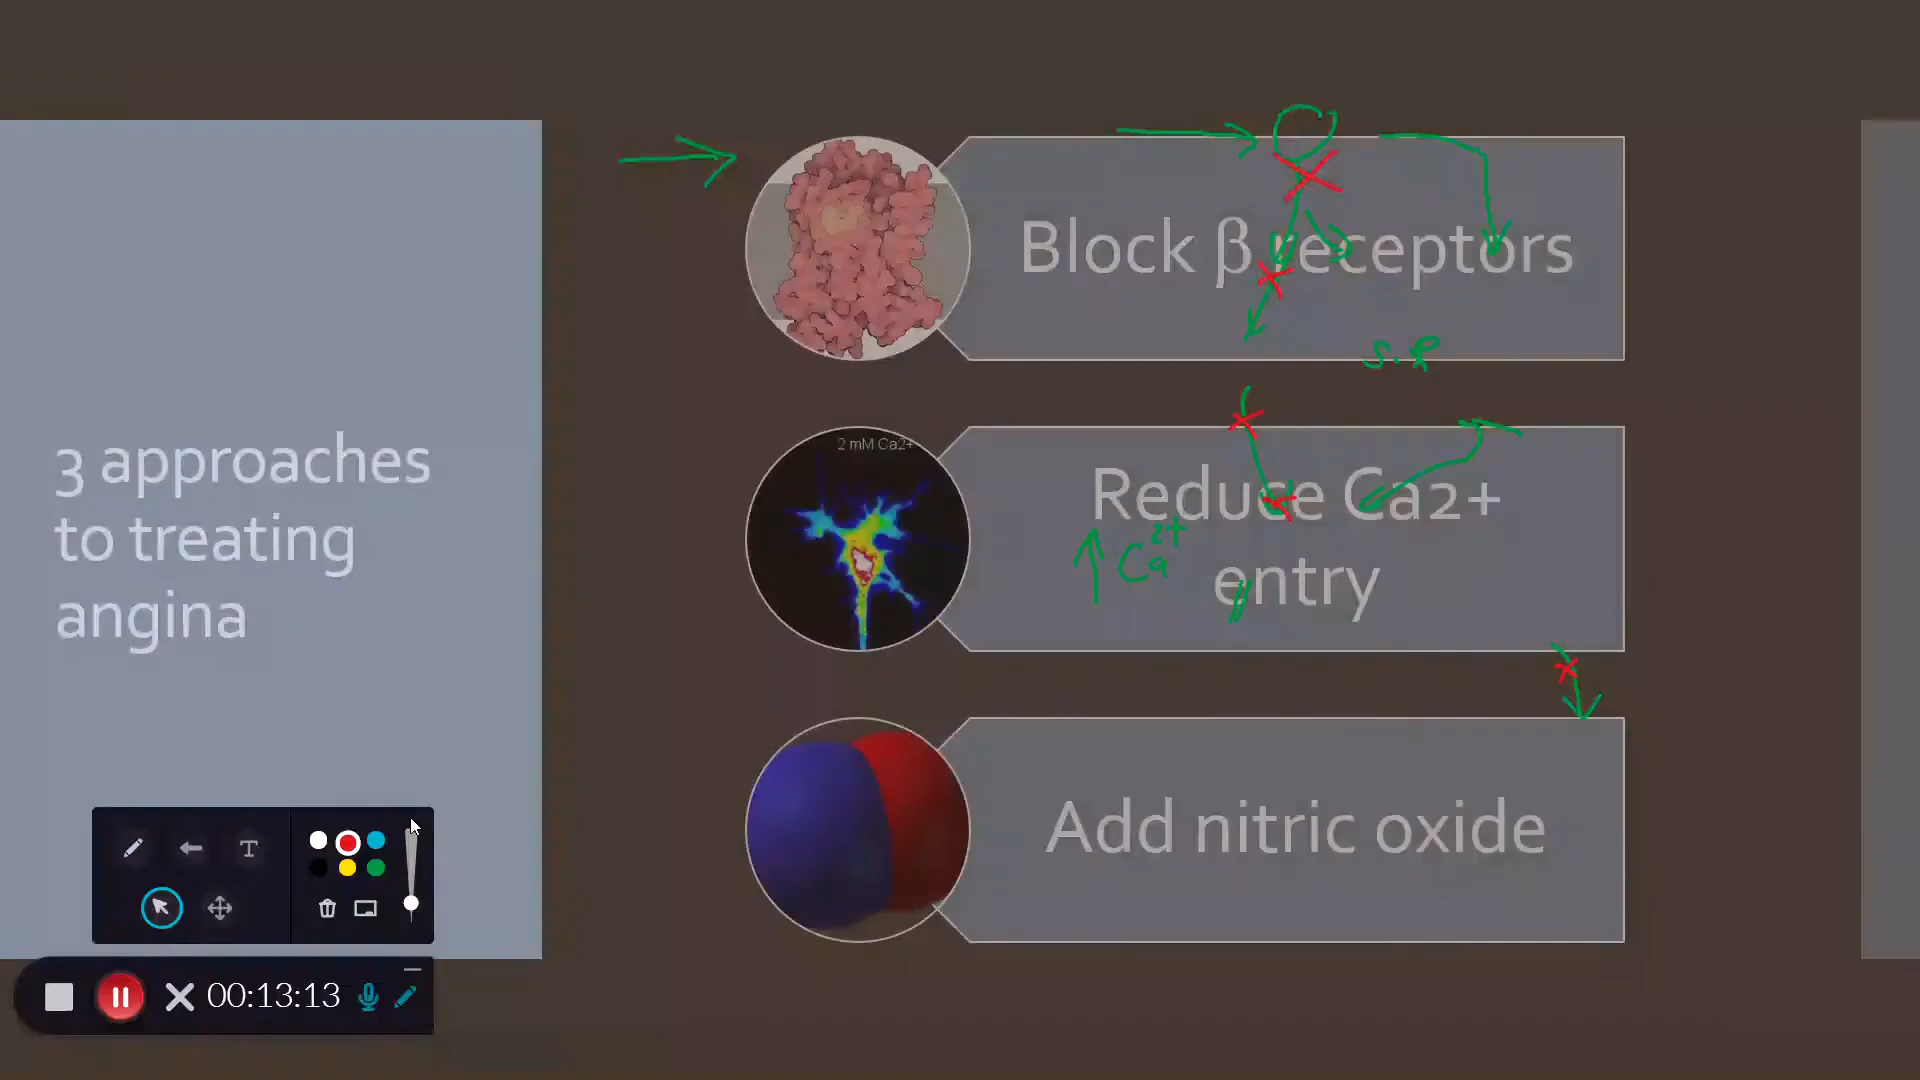 3 approaches
to treating
angina
Block β receptors
S.R
2 mM Ca2+
Reduce Ca2+
entry
Ca2+
Add nitric oxide
T
00:13:13